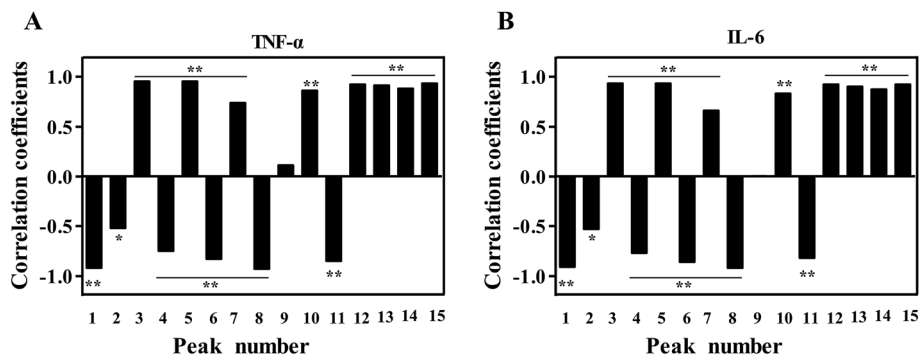 A
TNF-α
Correlation coefficients
1.0
0.5
0.0
-0.5
-1.0
**
**
**
**
*
**
**
1 2 3 4 5 6 7 8 9 10 11 12 13 14 15
Peak number
B
IL-6
Correlation coefficients
1.0
0.5
0.0
-0.5
-1.0
**
**
**
**
*
**
**
1 2 3 4 5 6 7 8 9 10 11 12 13 14 15
Peak number